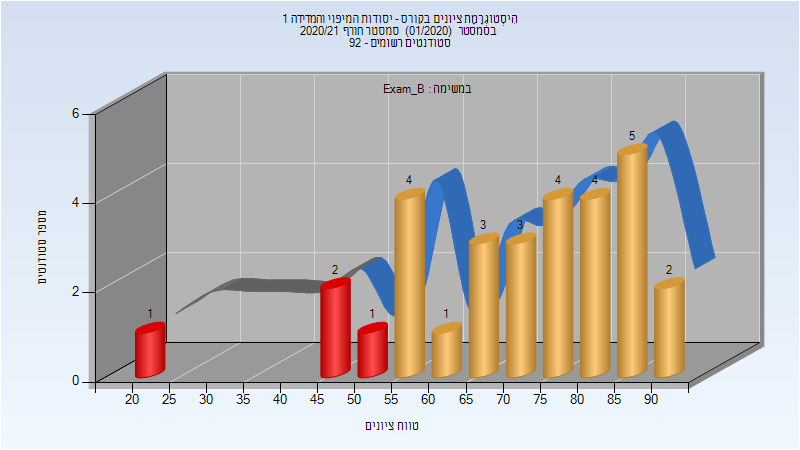 הִיסְטוגְרָמַת ציונים בקורס - יסודות המיפוי והמדידה 1
בסמסטר (01/2020) סמסטר חורף 2020/21
סטודנטים רשומים - 92
במשימה : Exam_B
מספר סטודנטים
6
4
2
0
1
2
1
4
1
3
3
4
4
5
2
20 25 30 35 40 45 50 55 60 65 70 75 80 85 90
טווח ציונים